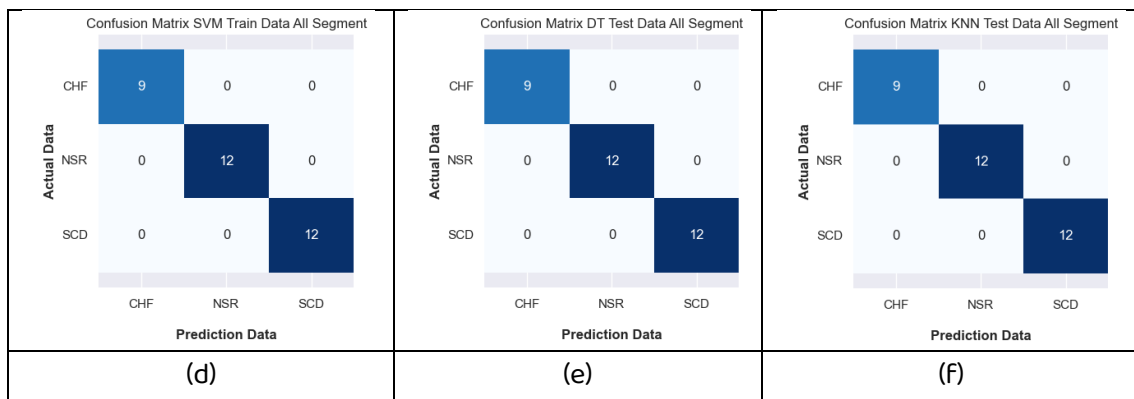 Confusion Matrix SVM Train Data All Segment
Actual Data
CHF 9 0 0
NSR 0 12 0
SCD 0 0 12
CHF NSR SCD
Prediction Data
(d)
Confusion Matrix DT Test Data All Segment
Actual Data
CHF 9 0 0
NSR 0 12 0
SCD 0 0 12
CHF NSR SCD
Prediction Data
(e)
Confusion Matrix KNN Test Data All Segment
Actual Data
CHF 9 0 0
NSR 0 12 0
SCD 0 0 12
CHF NSR SCD
Prediction Data
(f)